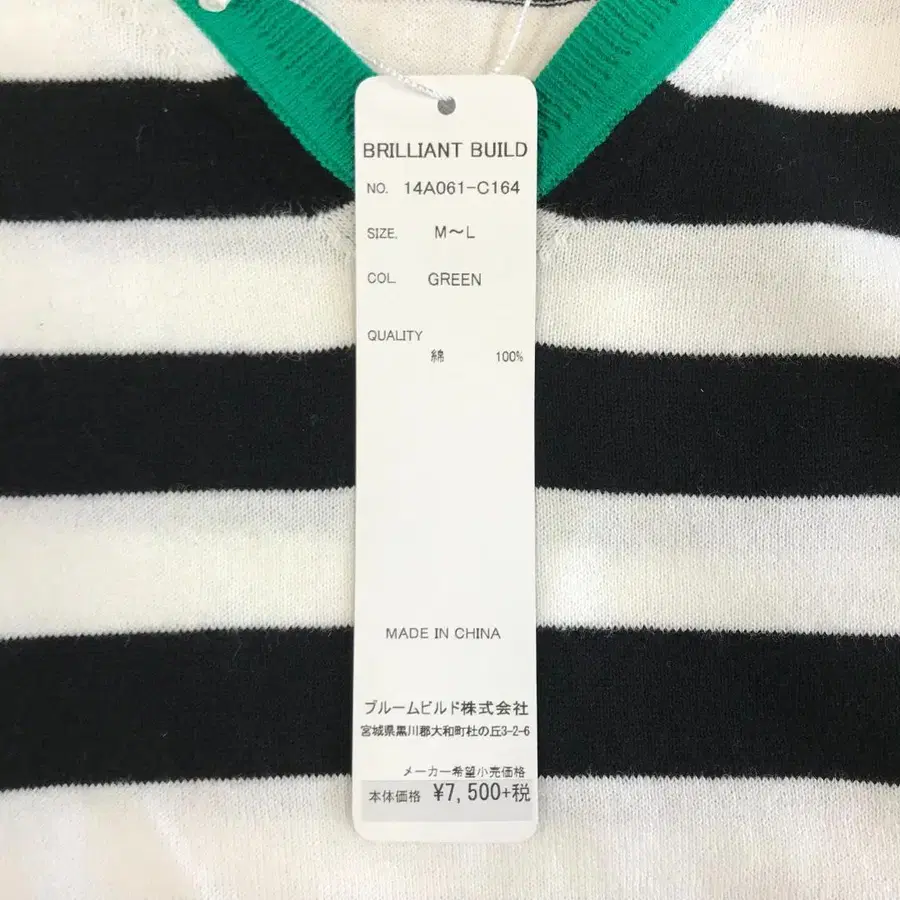 BRILLIANT BUILD
NO. 14A061-C164
SIZE. M～L
COL. GREEN
QUALITY
綿 100%
MADE IN CHINA
ブルームビルド株式会社
宮城県黒川郡大和町杜の丘3-2-6
メーカー希望小売価格
本体価格 ¥7,500+税